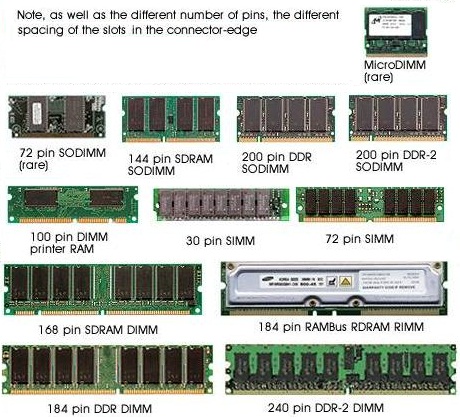 Note, as well as the different number of pins, the different
spacing of the slots in the connector-edge
MicroDIMM
(rare)
72 pin SODIMM
(rare)
144 pin SDRAM
SODIMM
200 pin DDR
SODIMM
200 pin DDR-2
SODIMM
100 pin DIMM
printer RAM
30 pin SIMM
72 pin SIMM
168 pin SDRAM DIMM
184 pin RAMBus RDRAM RIMM
184 pin DDR DIMM
240 pin DDR-2 DIMM